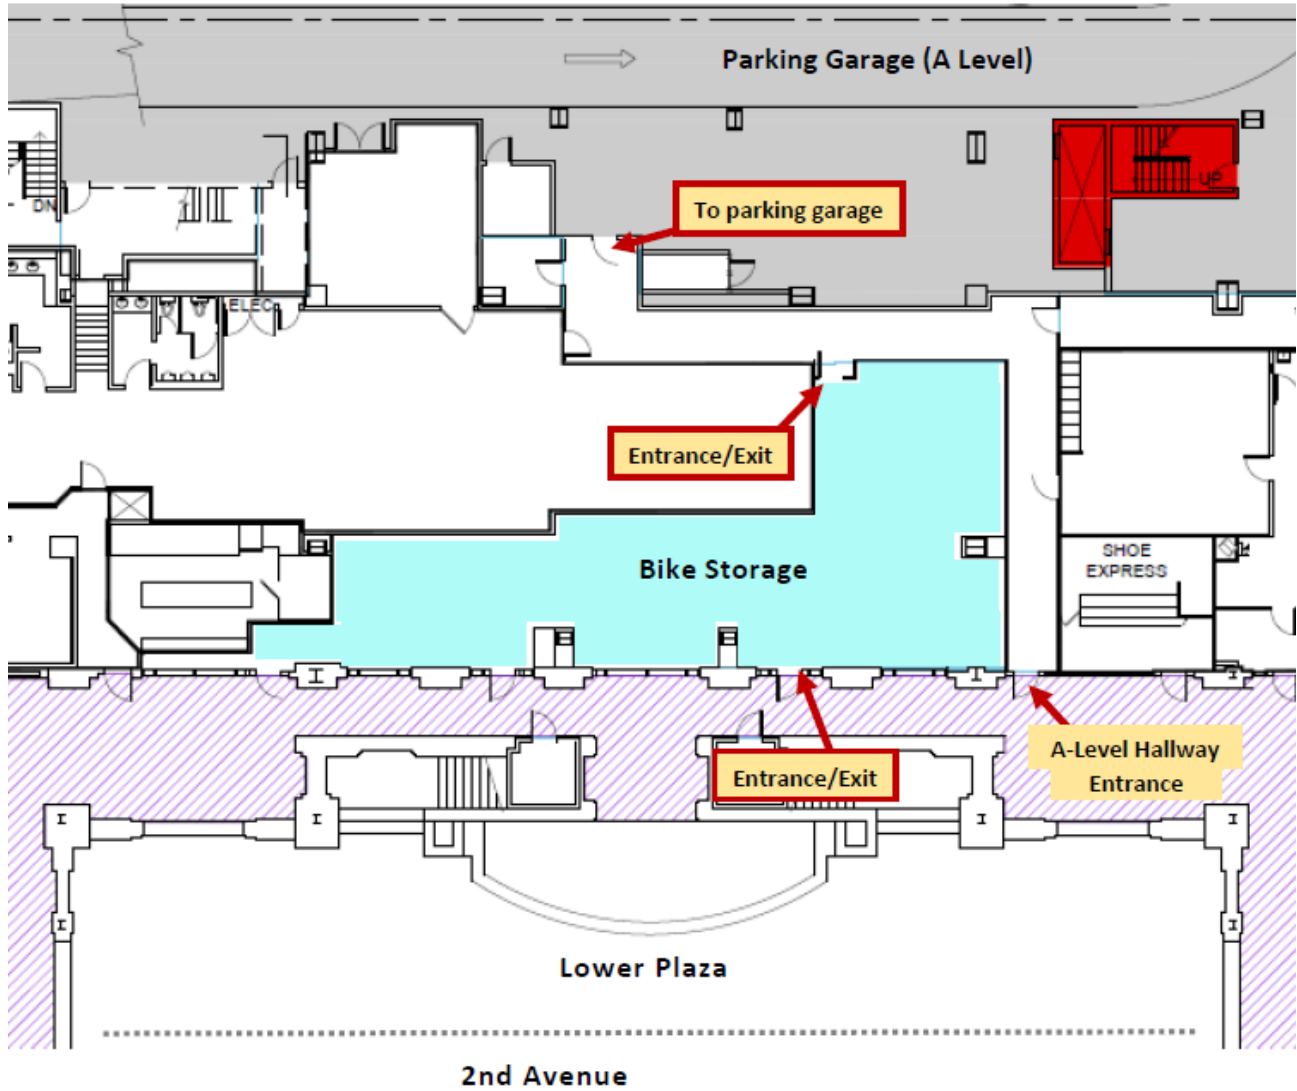 Parking Garage (A Level)
UP
DN
To parking garage
ELEC
Entrance/Exit
SHOE
EXPRESS
Bike Storage
A-Level Hallway
Entrance
Entrance/Exit
Lower Plaza
2nd Avenue